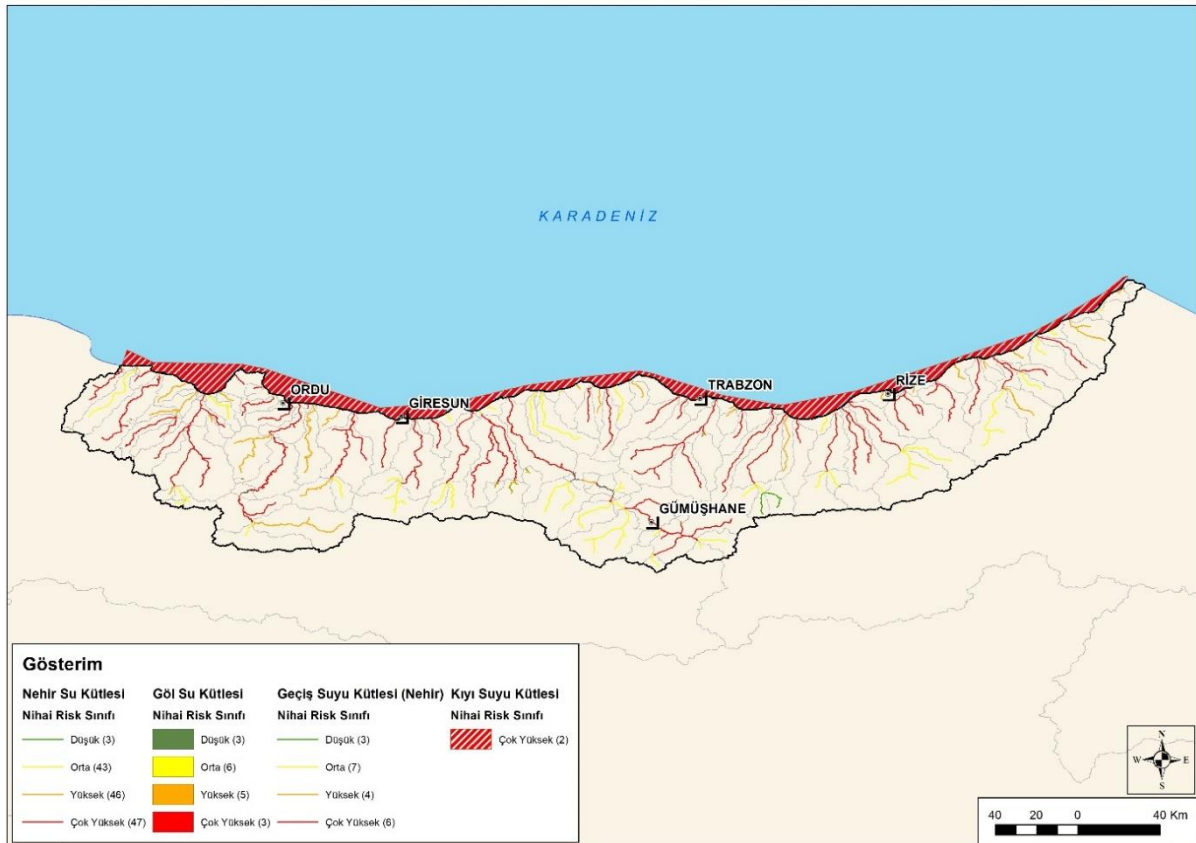 KARADENİZ
ORDU
GİRESUN
TRABZON
RİZE
GÜMÜŞHANE
Gösterim
Nehir Su Kütlesi
Nihai Risk Sınıfı
Düşük (3)
Orta (43)
Yüksek (46)
Çok Yüksek (47)
Göl Su Kütlesi
Nihai Risk Sınıfı
Düşük (3)
Orta (6)
Yüksek (5)
Çok Yüksek (3)
Geçiş Suyu Kütlesi (Nehir)
Nihai Risk Sınıfı
Düşük (3)
Orta (7)
Yüksek (4)
Çok Yüksek (6)
Kıyı Suyu Kütlesi
Nihai Risk Sınıfı
Çok Yüksek (2)
N
W E
S
40 20 0 40 Km